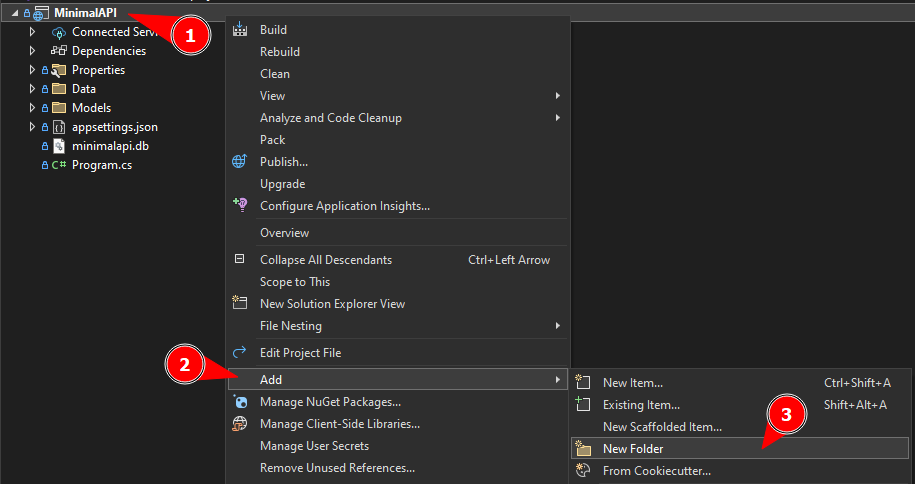 MinimalAPI
1
Connected Serv
Dependencies
Properties
Data
Models
appsettings.json
minimalapi.db
C# Program.cs
Build
Rebuild
Clean
View
Analyze and Code Cleanup
Pack
Publish...
Upgrade
Configure Application Insights...
Overview
Collapse All Descendants Ctrl+Left Arrow
Scope to This
New Solution Explorer View
File Nesting
Edit Project File
2
Add
Manage NuGet Packages...
Manage Client-Side Libraries...
Manage User Secrets
Remove Unused References...
New Item... Ctrl+Shift+A
Existing Item... Shift+Alt+A
New Scaffolded Item...
3
New Folder
From Cookiecutter...